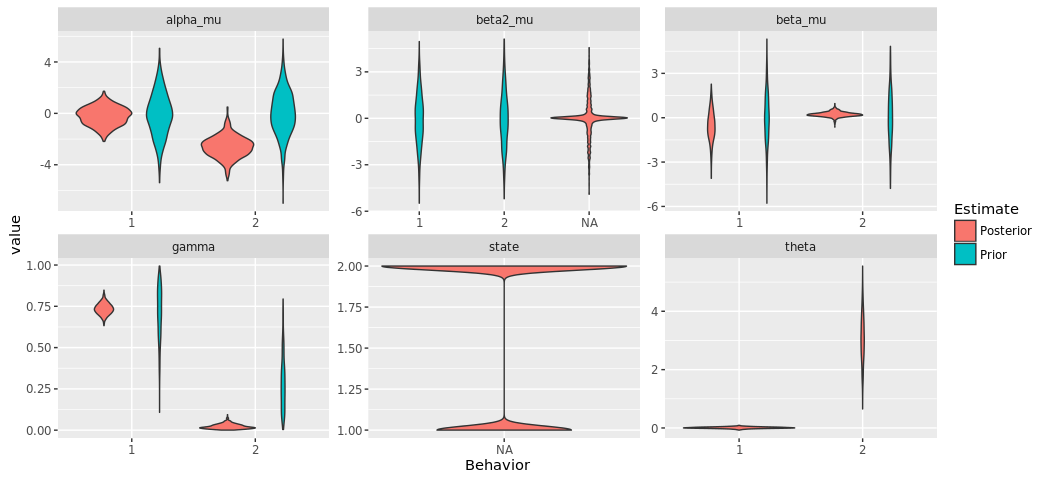 alpha_mu
beta2_mu
beta_mu
4
0
-4
1
2
3
0
-3
-6
1
2
NA
3
0
-3
-6
1
2
value
gamma
state
theta
1.00
0.75
0.50
0.25
0.00
1
2
2.00
1.75
1.50
1.25
1.00
NA
4
2
0
1
2
Behavior
Estimate
Posterior
Prior